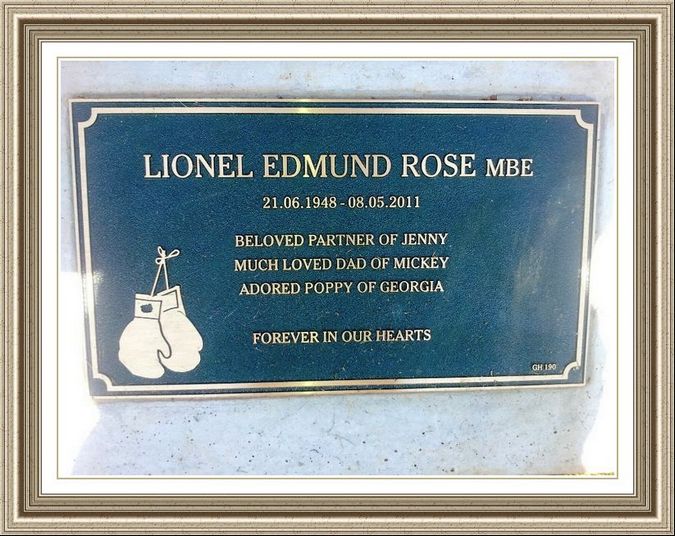 LIONEL EDMUND ROSE MBE
21.06.1948 - 08.05.2011
BELOVED PARTNER OF JENNY
MUCH LOVED DAD OF MICKEY
ADORED POPPY OF GEORGIA
FOREVER IN OUR HEARTS
GH 190